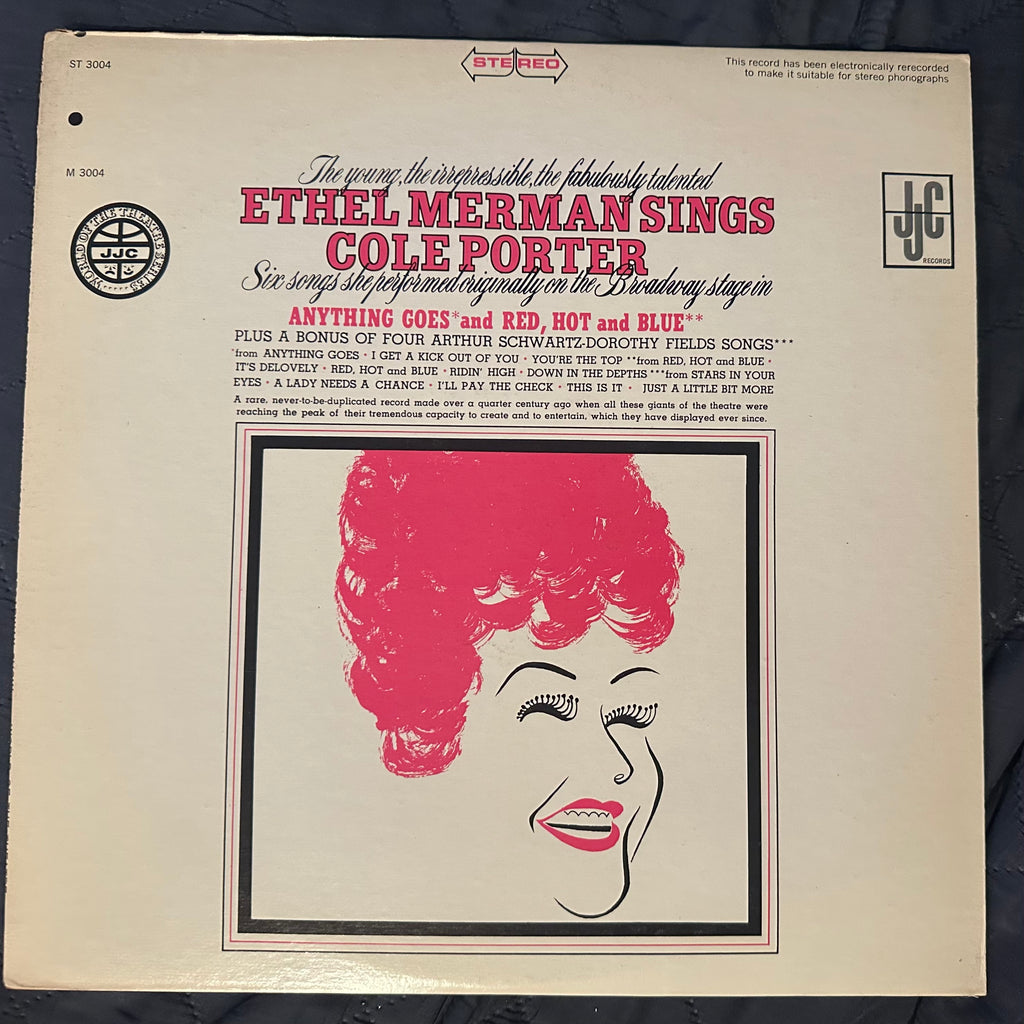 ST 3004
STEREO
This record has been electronically rerecorded
to make it suitable for stereo phonographs
M 3004
The young, the irrepressible, the fabulously talented
ETHEL MERMAN SINGS
COLE PORTER
Six songs she performed originally on the Broadway stage in
ANYTHING GOES* and RED, HOT and BLUE**
PLUS A BONUS OF FOUR ARTHUR SCHWARTZ-DOROTHY FIELDS SONGS***
*from ANYTHING GOES • I GET A KICK OUT OF YOU • YOU'RE THE TOP **from RED, HOT and BLUE •
IT'S DELOVELY • RED, HOT and BLUE • RIDIN' HIGH • DOWN IN THE DEPTHS ***from STARS IN YOUR
EYES • A LADY NEEDS A CHANCE • I'LL PAY THE CHECK • THIS IS IT • JUST A LITTLE BIT MORE
A rare, never-to-be-duplicated record made over a quarter century ago when all these giants of the theatre were
reaching the peak of their tremendous capacity to create and to entertain, which they have displayed ever since.
WORLD OF THE THEATRE SERIES
JJC
JJC
RECORDS